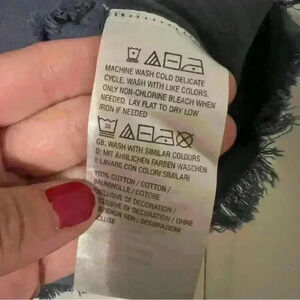 MACHINE WASH COLD DELICATE
CYCLE. WASH WITH LIKE COLORS.
ONLY NON-CHLORINE BLEACH WHEN
NEEDED. LAY FLAT TO DRY LOW
IRON IF NEEDED
30
GB: WASH WITH SIMILAR COLOURS
D: MIT ÄHNLICHEN FARBEN WASCHEN
I: LAVARE CON COLORI SIMILARI
100% COTTON / COTTON /
BAUMWOLLE / COTONE
EXCLUSIVE OF DECORATION /
EXCLUSIVE OF DECORATION / OHNE
DEKORATIONEN / DECORAZIONI